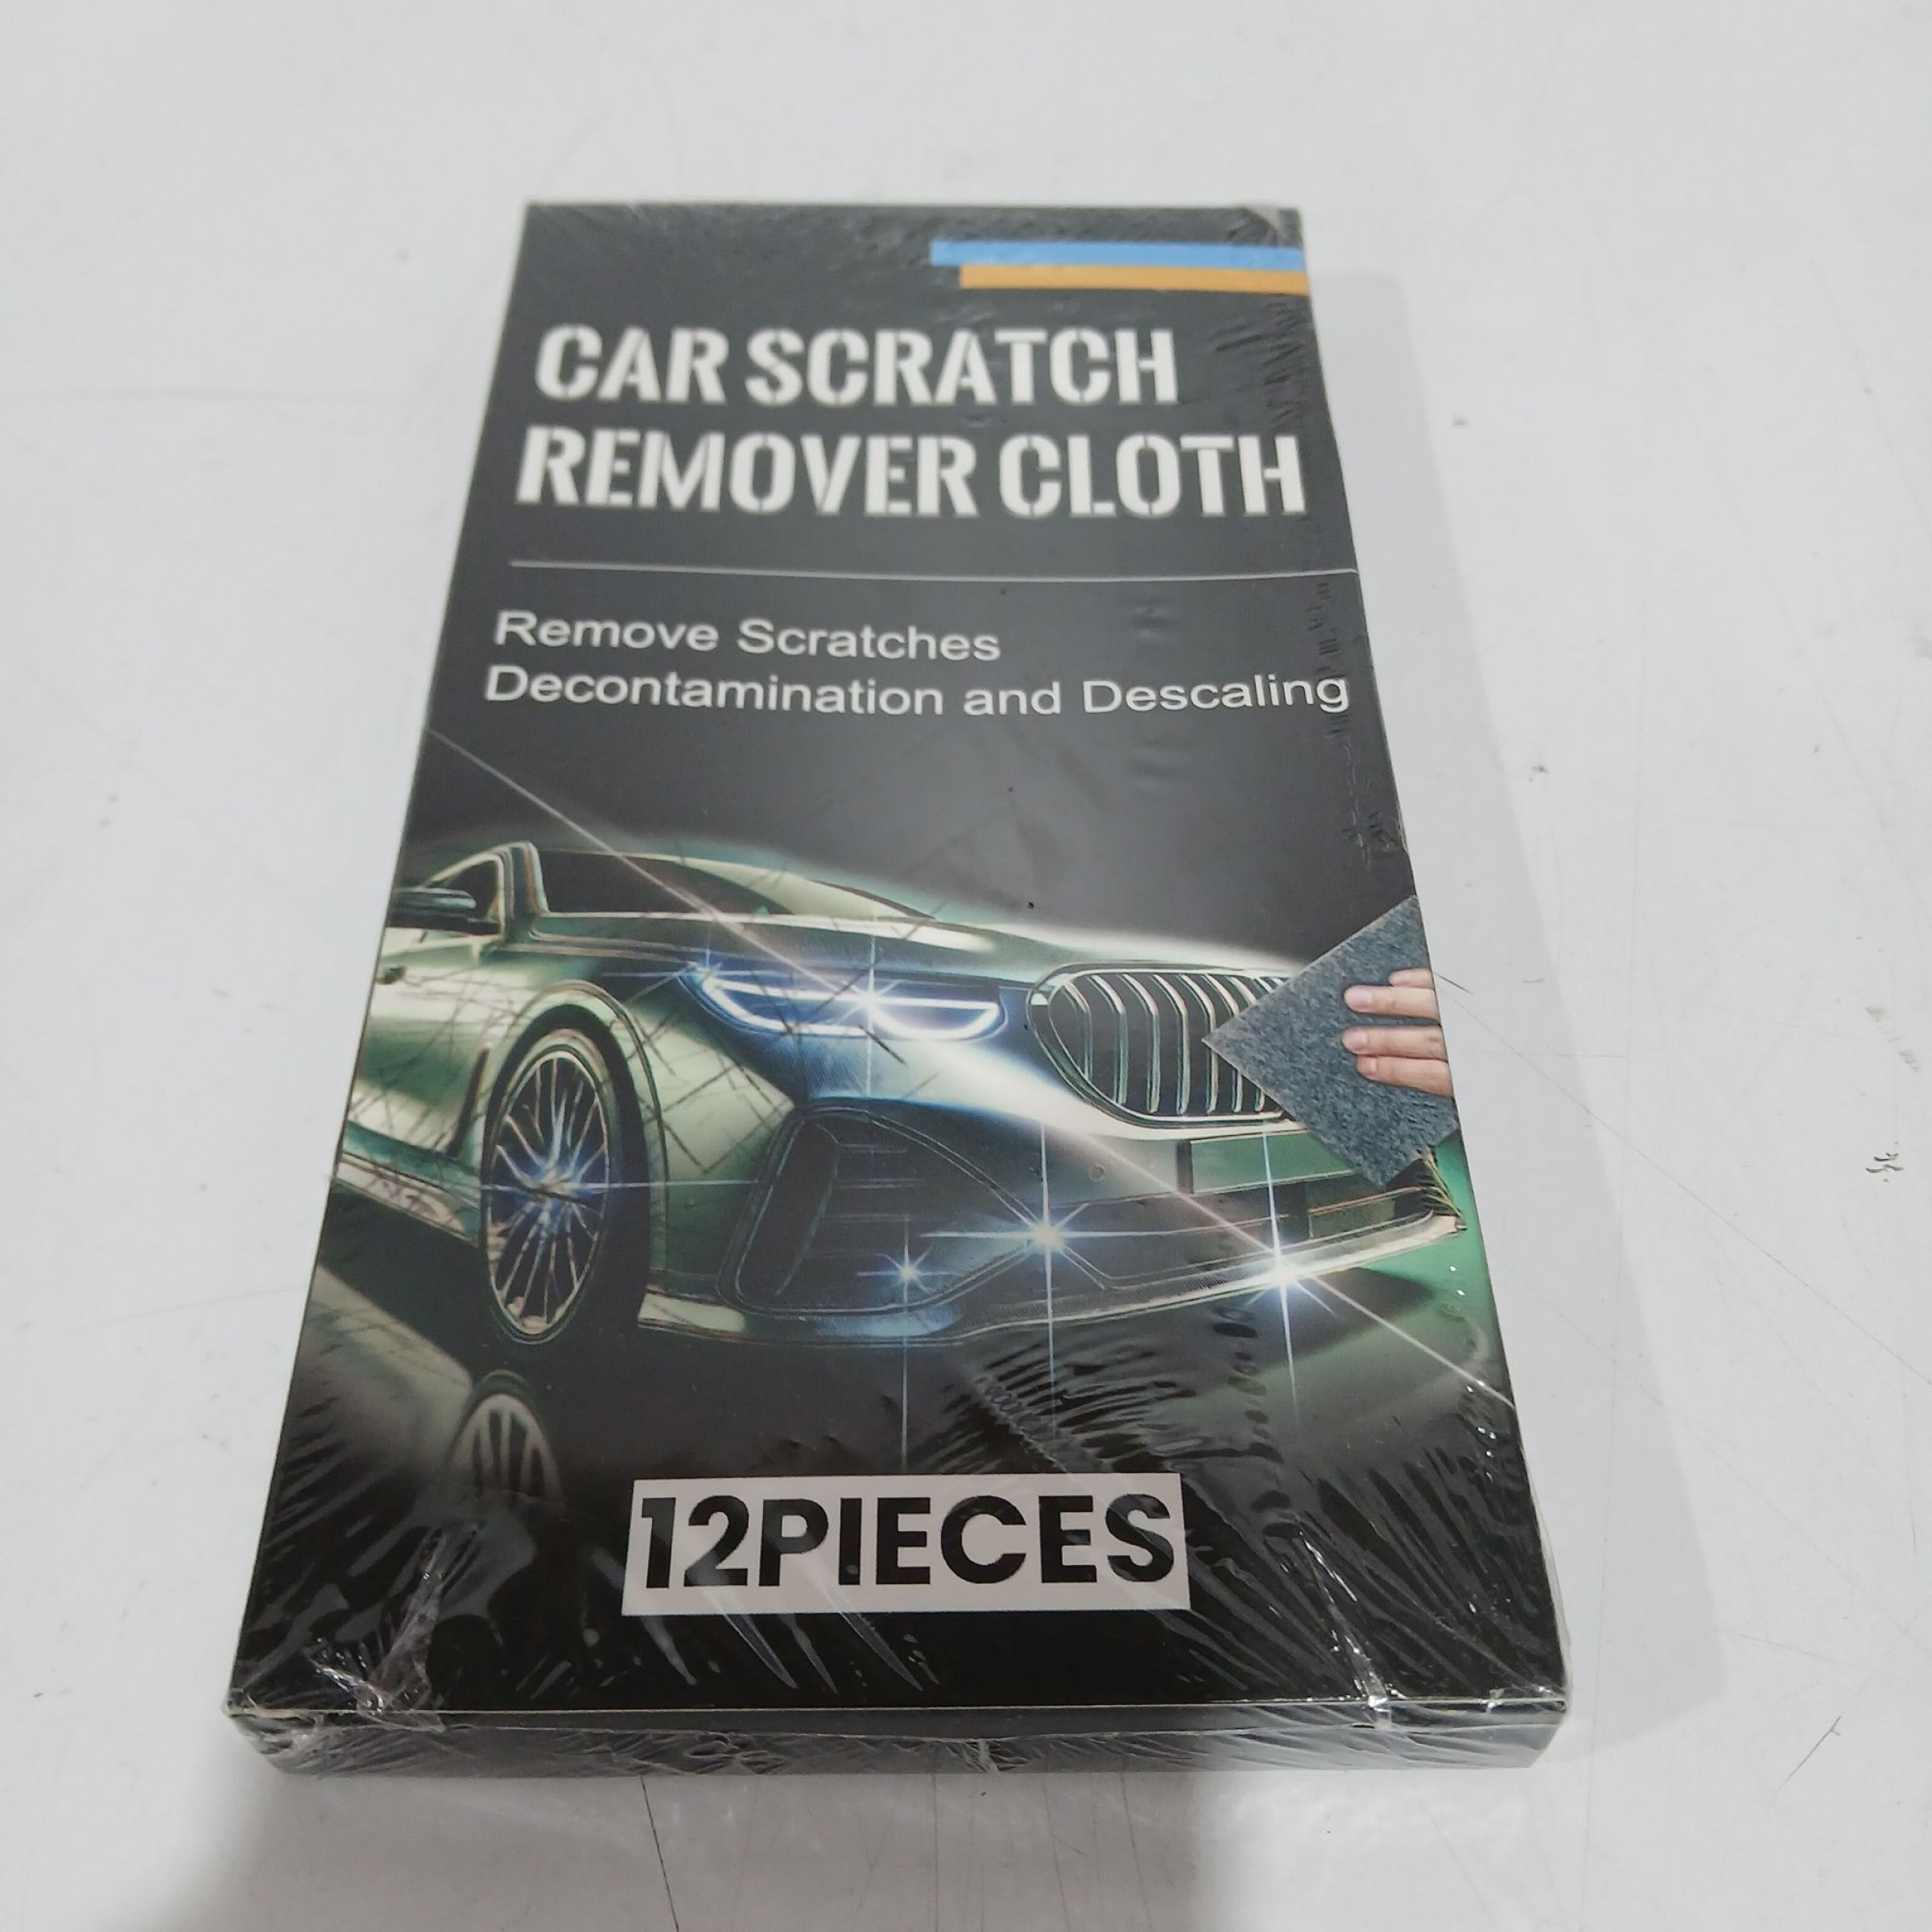 CAR SCRATCH
REMOVER CLOTH
Remove Scratches
Decontamination and Descaling
12PIECES